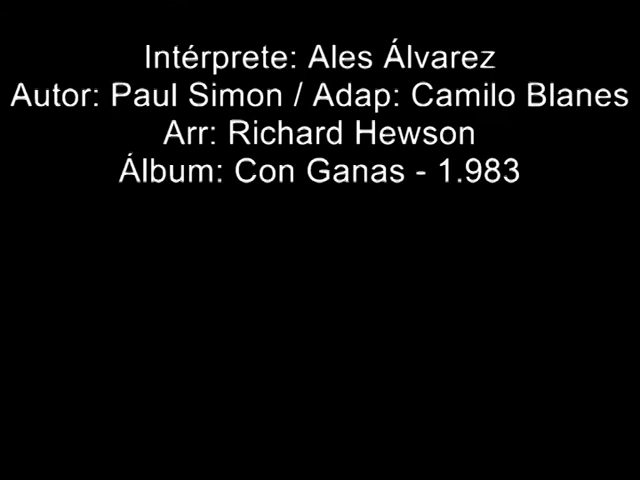 Intérprete: Ales Álvarez
Autor: Paul Simon / Adap: Camilo Blanes
Arr: Richard Hewson
Álbum: Con Ganas - 1.983